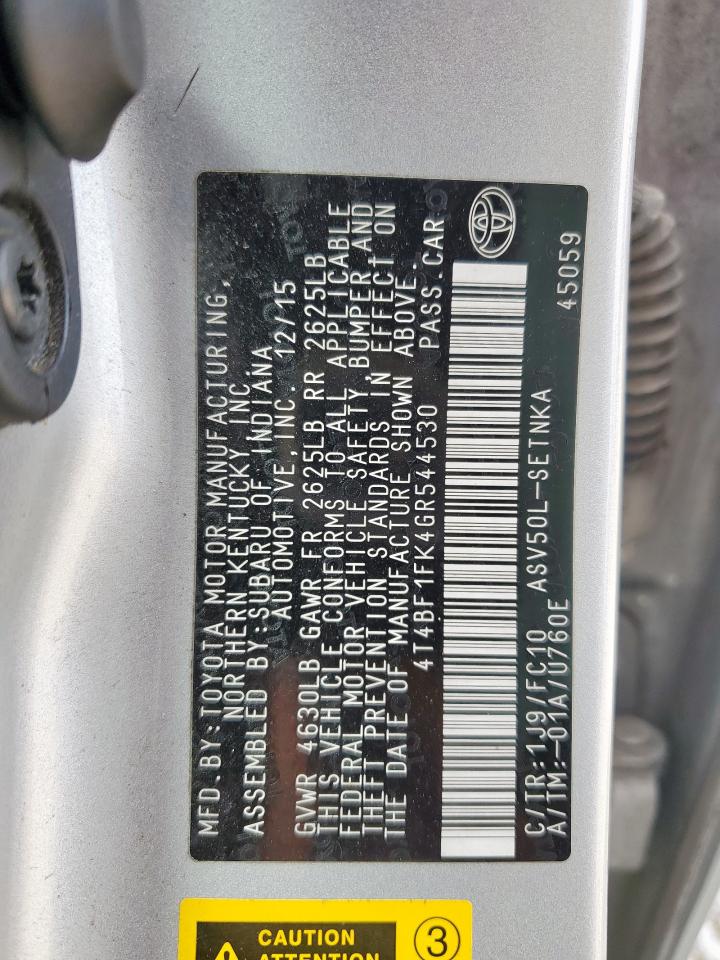 MFD.BY:TOYOTA MOTOR MANUFACTURING,
NORTHERN KENTUCKY INC.
ASSEMBLED BY:SUBARU OF INDIANA
AUTOMOTIVE,INC. 12/15
GVWR 4630LB GAWR FR 2625LB RR 2625LB
THIS VEHICLE CONFORMS TO ALL APPLICABLE
FEDERAL MOTOR VEHICLE SAFETY, BUMPER AND
THEFT PREVENTION STANDARDS IN EFFECT ON
THE DATE OF MANUFACTURE SHOWN ABOVE.
4T4BF1FK4GR544530 PASS.CAR
C/TR:1J9/FC10 ASV50L-SETNKA
A/TM:-01A/U760E 45059
CAUTION
ATTENTION
3